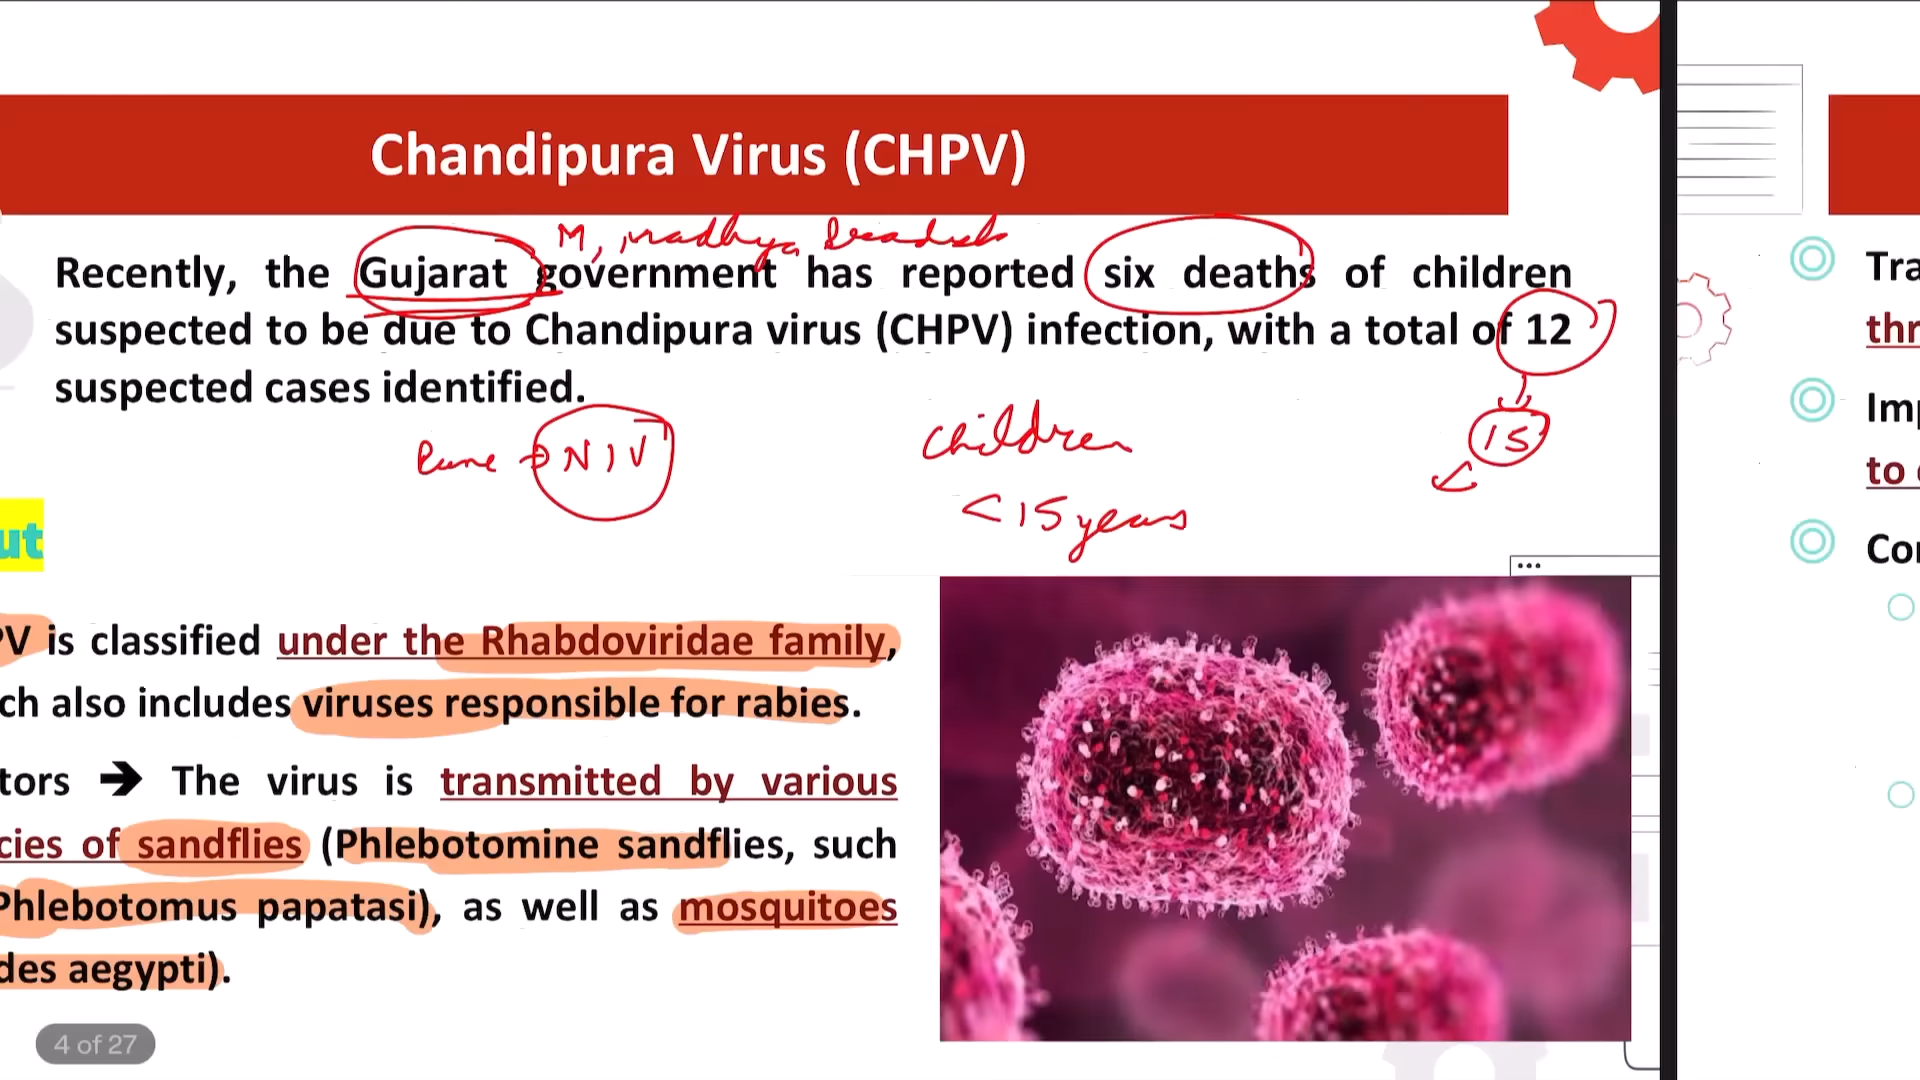 Chandipura Virus (CHPV)
M, Madhya Pradesh
Recently, the Gujarat government has reported six deaths of children
suspected to be due to Chandipura virus (CHPV) infection, with a total of 12
suspected cases identified.
Pune → NIV
children
<15 years
15
ut
PV is classified under the Rhabdoviridae family,
ch also includes viruses responsible for rabies.
tors → The virus is transmitted by various
cies of sandflies (Phlebotomine sandflies, such
Phlebotomus papatasi), as well as mosquitoes
des aegypti).
4 of 27
Tra
thr
Imp
to
Cor